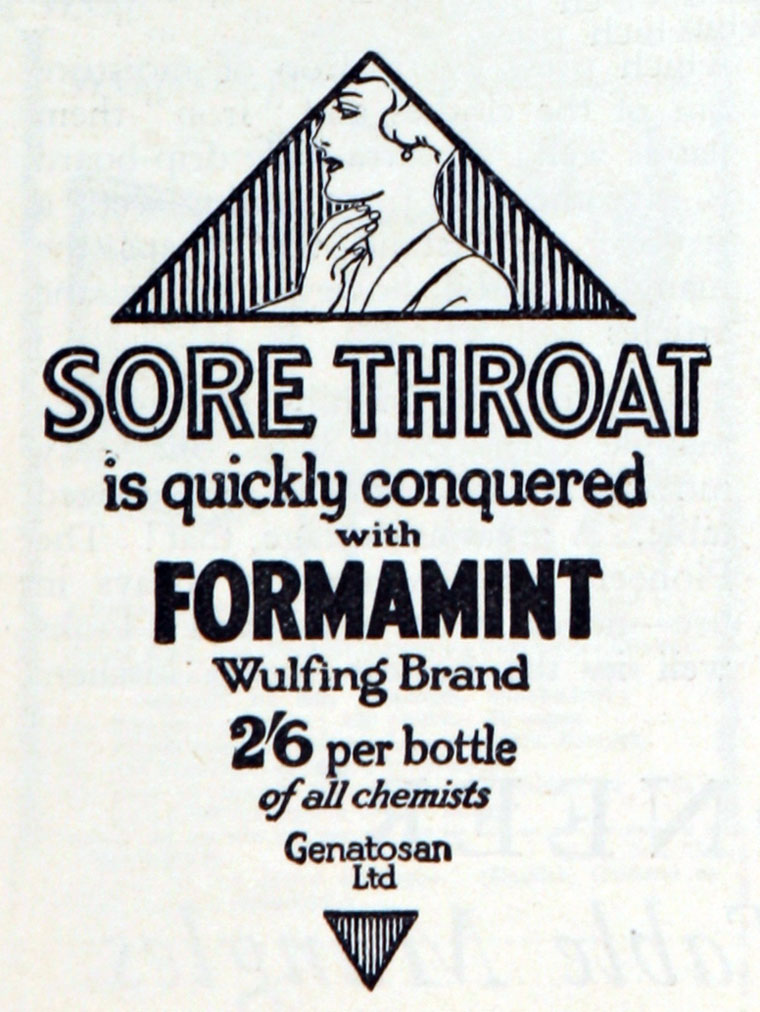 SORE THROAT
is quickly conquered
with
FORMAMINT
Wulfing Brand
2/6 per bottle
of all chemists
Genatosan
Ltd